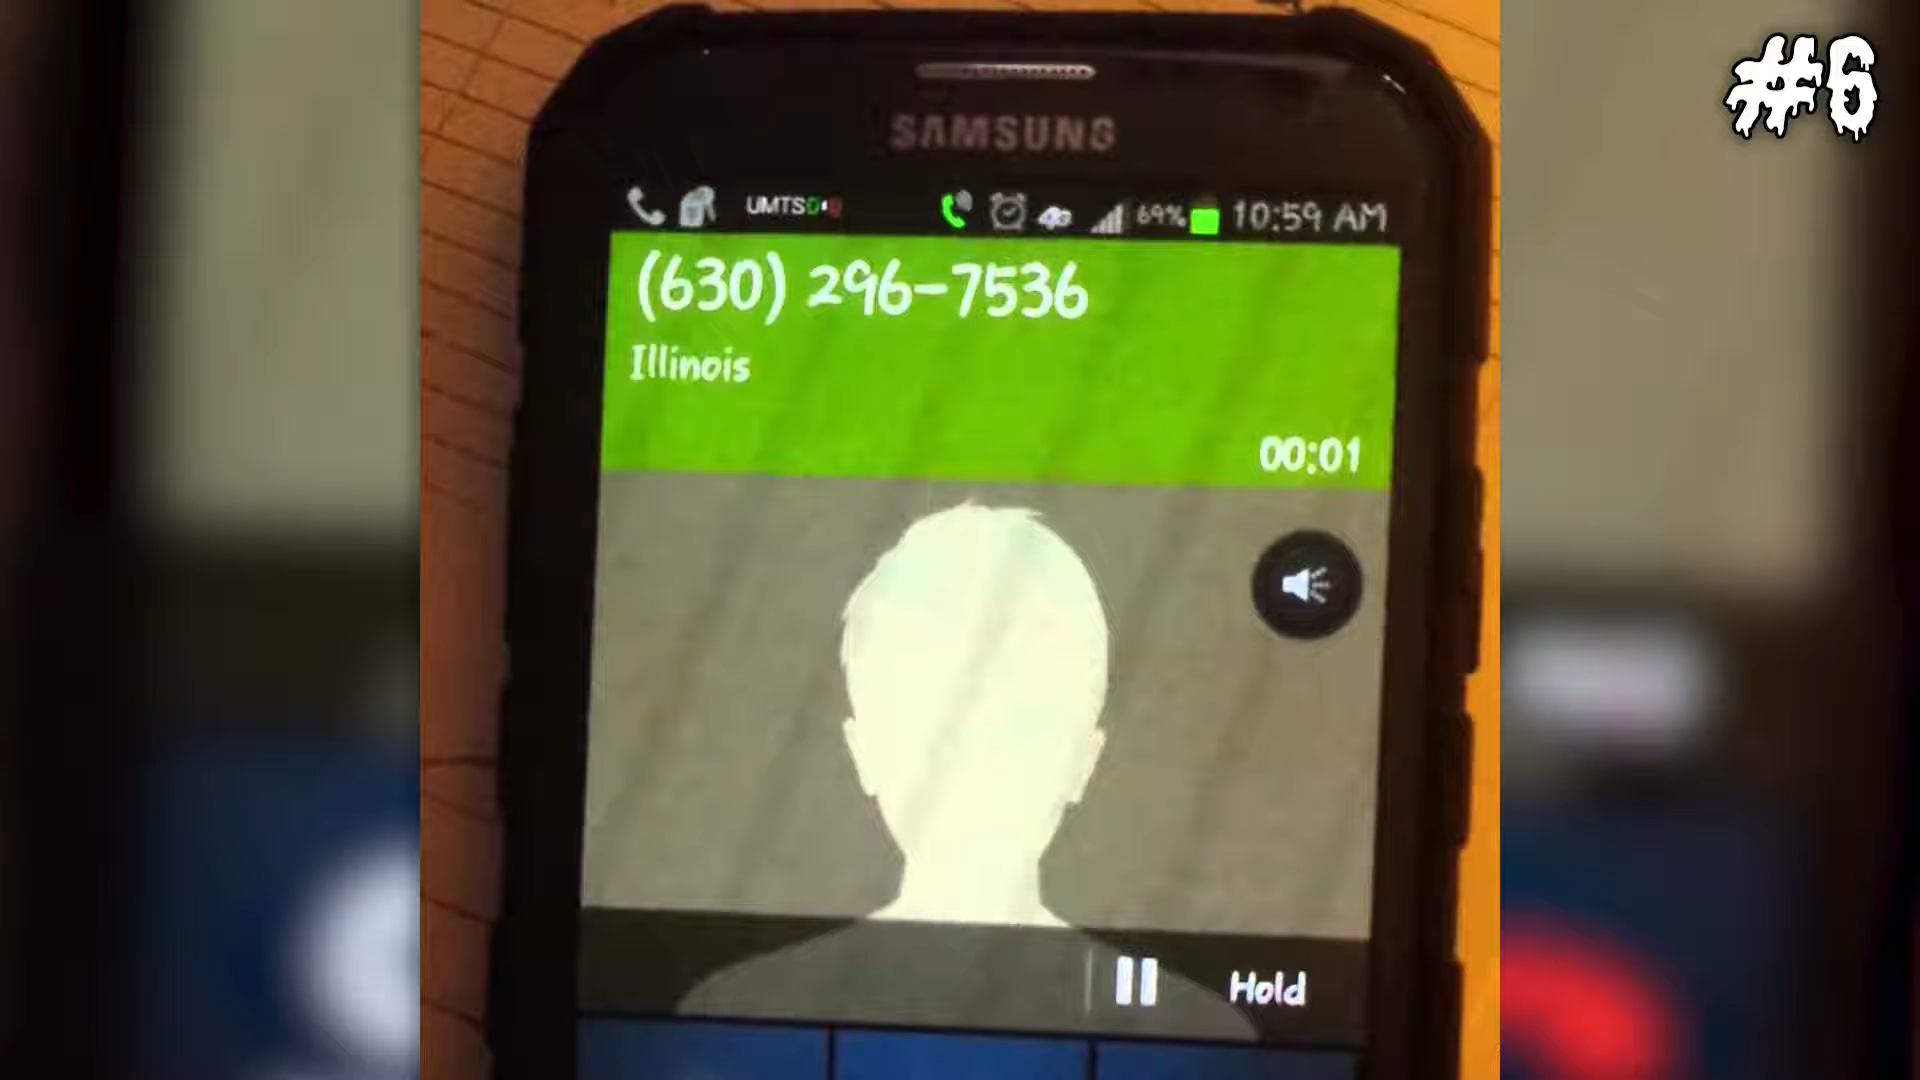 #6
SAMSUNG
UMTS 69% 10:59 AM
(630) 296-7536
Illinois
00:01
Hold